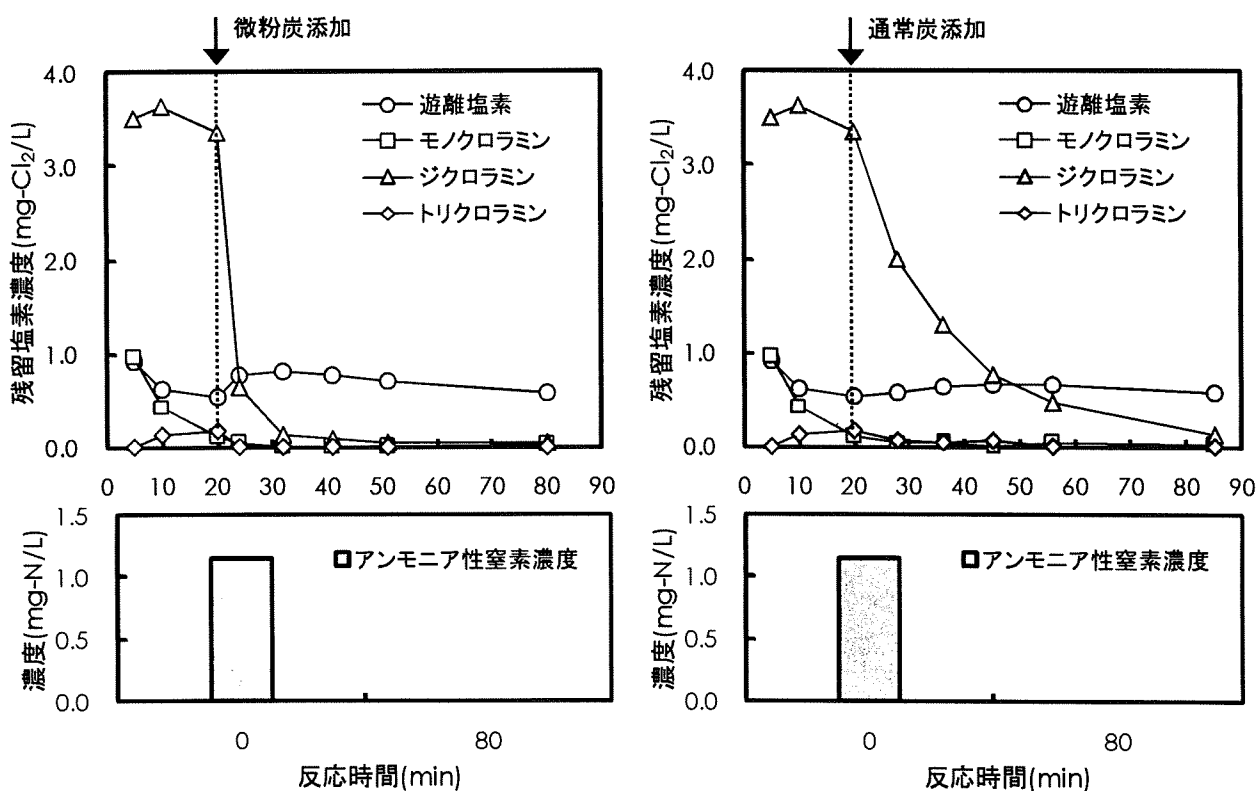 微粉炭添加
4.0
3.0
2.0
1.0
0.0
残留塩素濃度(mg-Cl₂/L)
遊離塩素
モノクロラミン
ジクロラミン
トリクロラミン
0 10 20 30 40 50 60 70 80 90
1.5
1.0
0.5
0.0
濃度(mg-N/L)
アンモニア性窒素濃度
0 80
反応時間(min)
通常炭添加
4.0
3.0
2.0
1.0
0.0
残留塩素濃度(mg-Cl₂/L)
遊離塩素
モノクロラミン
ジクロラミン
トリクロラミン
0 10 20 30 40 50 60 70 80 90
1.5
1.0
0.5
0.0
濃度(mg-N/L)
アンモニア性窒素濃度
0 80
反応時間(min)